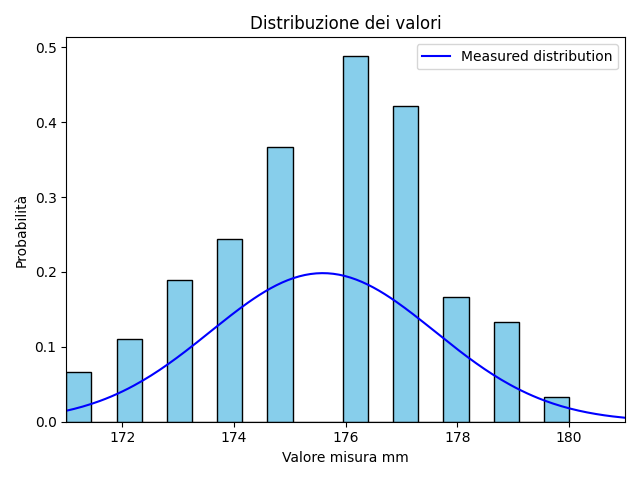 Distribuzione dei valori
Measured distribution
0.5
0.4
0.3
0.2
0.1
0.0
Probabilità
172 174 176 178 180
Valore misura mm